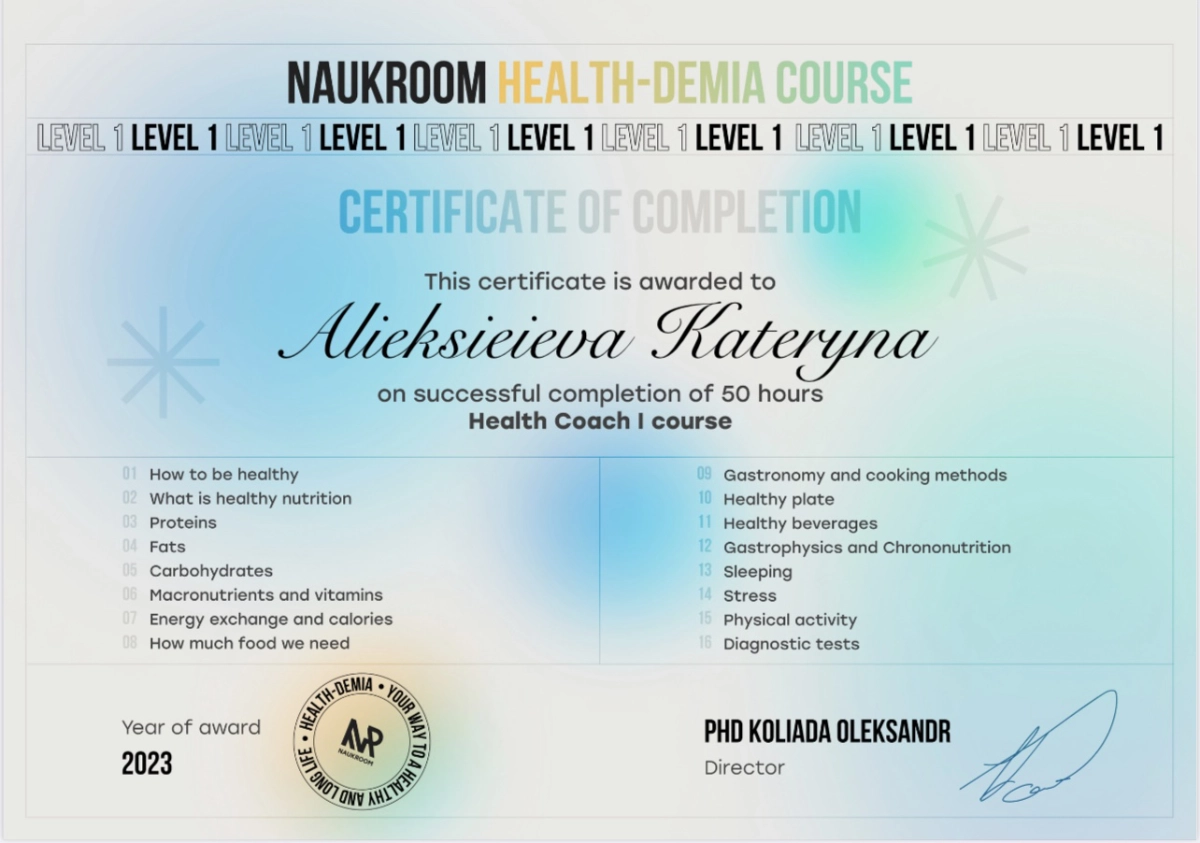 NAUKROOM HEALTH-DEMIA COURSE
LEVEL 1 LEVEL 1 LEVEL 1 LEVEL 1 LEVEL 1 LEVEL 1 LEVEL 1 LEVEL 1 LEVEL 1 LEVEL 1 LEVEL 1 LEVEL 1
CERTIFICATE OF COMPLETION
This certificate is awarded to
Alieksieieva Kateryna
on successful completion of 50 hours
Health Coach I course
01 How to be healthy
02 What is healthy nutrition
03 Proteins
04 Fats
05 Carbohydrates
06 Macronutrients and vitamins
07 Energy exchange and calories
08 How much food we need
09 Gastronomy and cooking methods
10 Healthy plate
11 Healthy beverages
12 Gastrophysics and Chrononutrition
13 Sleeping
14 Stress
15 Physical activity
16 Diagnostic tests
Year of award
2023
HEALTH-DEMIA • YOUR WAY TO A HEALTHY AND LONG LIFE •
NAUKROOM
PHD KOLIADA OLEKSANDR
Director